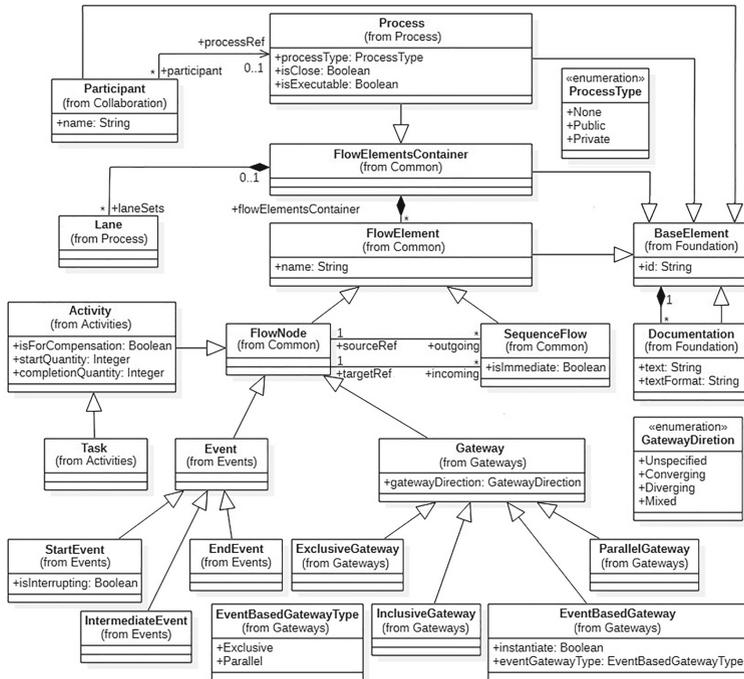 Process
(from Process)
+processType: ProcessType
+isClose: Boolean
+isExecutable: Boolean
+processRef
0..1
* +participant
Participant
(from Collaboration)
+name: String
«enumeration»
ProcessType
+None
+Public
+Private
FlowElementsContainer
(from Common)
0..1
* +laneSets
+flowElementsContainer
*
Lane
(from Process)
FlowElement
(from Common)
+name: String
BaseElement
(from Foundation)
+id: String
1
*
Activity
(from Activities)
+isForCompensation: Boolean
+startQuantity: Integer
+completionQuantity: Integer
FlowNode
(from Common)
1
+sourceRef
*
+outgoing
1
+targetRef
*
+incoming
SequenceFlow
(from Common)
+isImmediate: Boolean
Documentation
(from Foundation)
+text: String
+textFormat: String
Task
(from Activities)
Event
(from Events)
Gateway
(from Gateways)
+gatewayDirection: GatewayDirection
«enumeration»
GatewayDiretion
+Unspecified
+Converging
+Diverging
+Mixed
StartEvent
(from Events)
+isInterrupting: Boolean
EndEvent
(from Events)
ExclusiveGateway
(from Gateways)
ParallelGateway
(from Gateways)
IntermediateEvent
(from Events)
EventBasedGatewayType
(from Gateways)
+Exclusive
+Parallel
InclusiveGateway
(from Gateways)
EventBasedGateway
(from Gateways)
+instantiate: Boolean
+eventGatewayType: EventBasedGatewayType